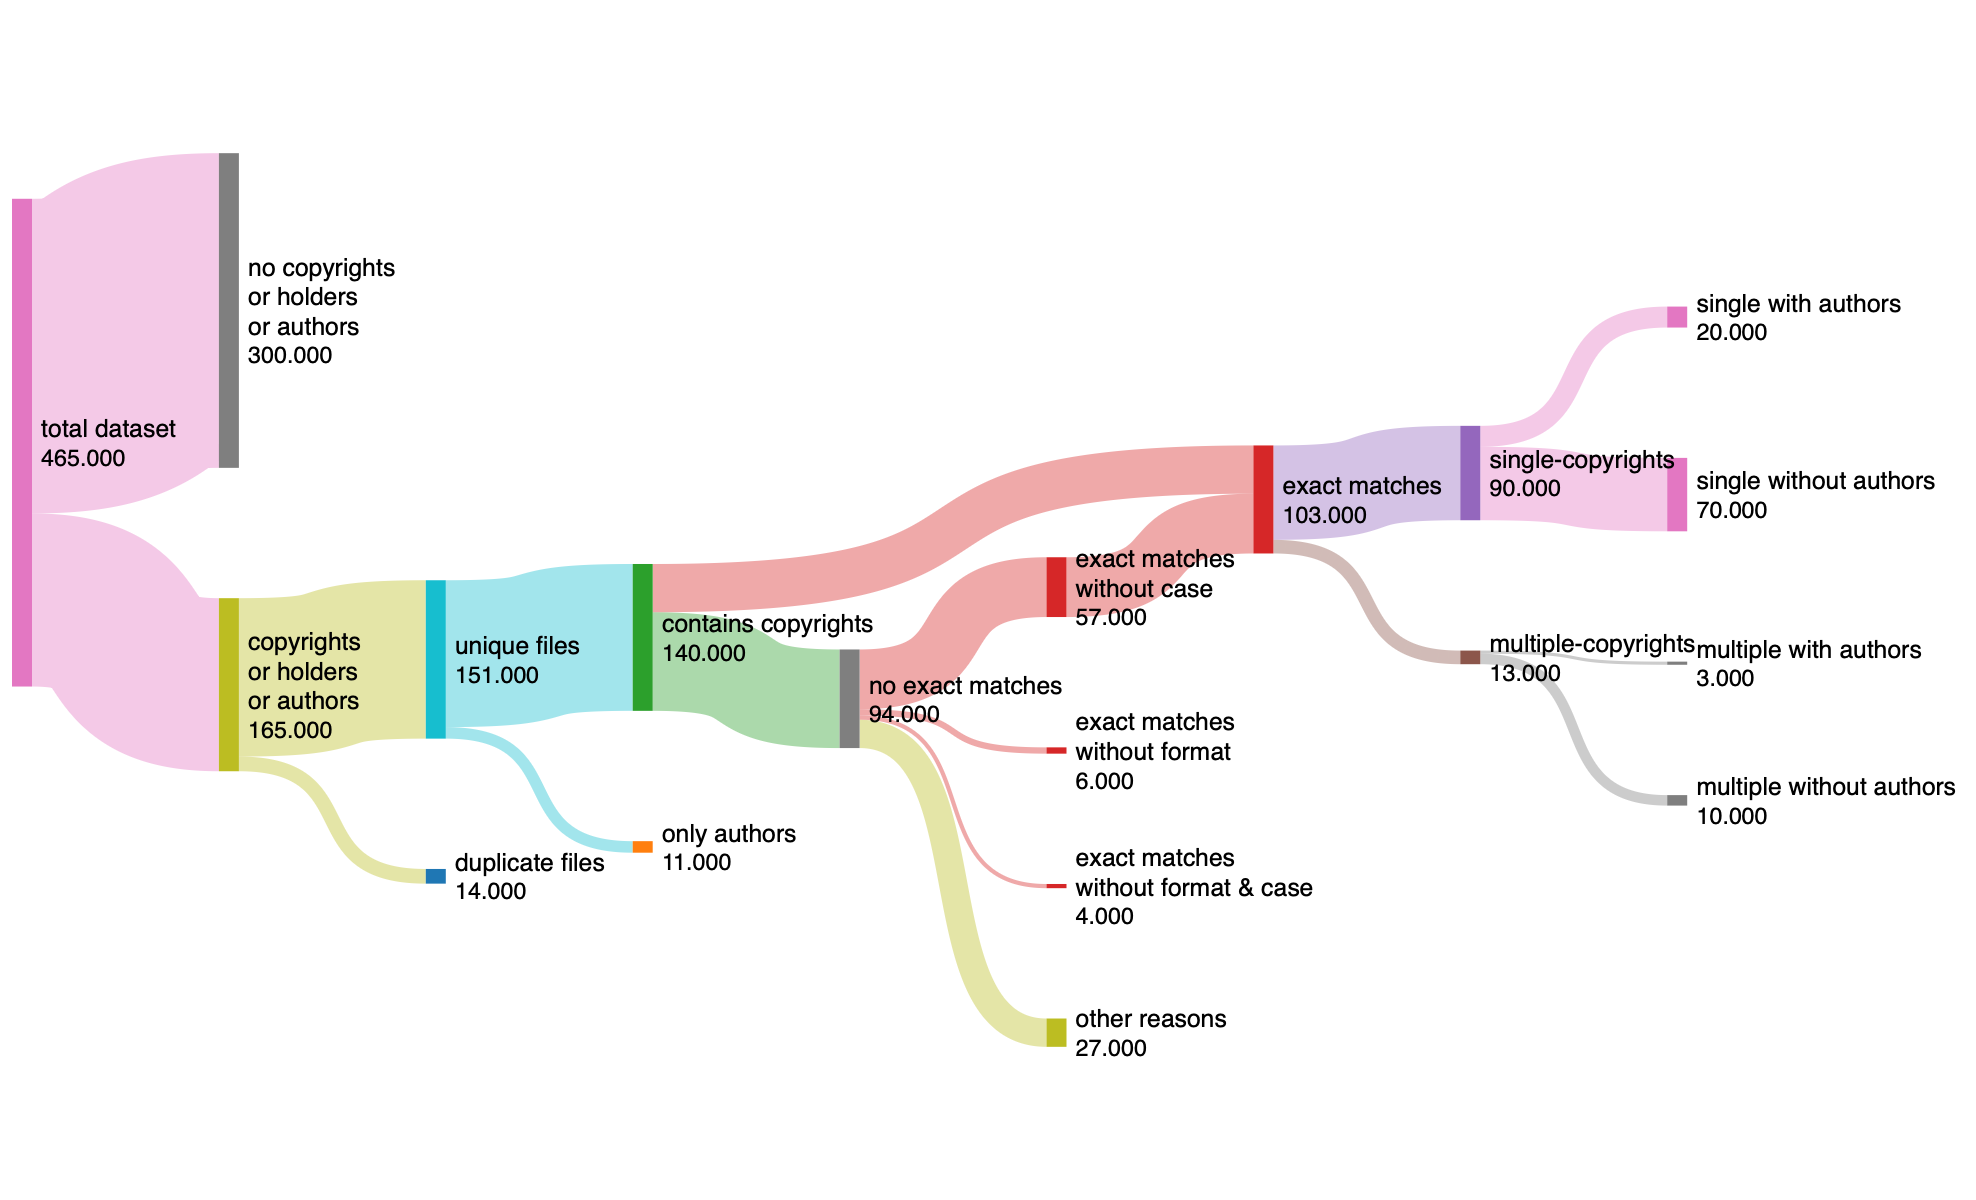 total dataset
465.000
no copyrights
or holders
or authors
300.000
copyrights
or holders
or authors
165.000
unique files
151.000
duplicate files
14.000
contains copyrights
140.000
only authors
11.000
no exact matches
94.000
exact matches
without case
57.000
exact matches
without format
6.000
exact matches
without format & case
4.000
other reasons
27.000
exact matches
103.000
single-copyrights
90.000
multiple-copyrights
13.000
single with authors
20.000
single without authors
70.000
multiple with authors
3.000
multiple without authors
10.000